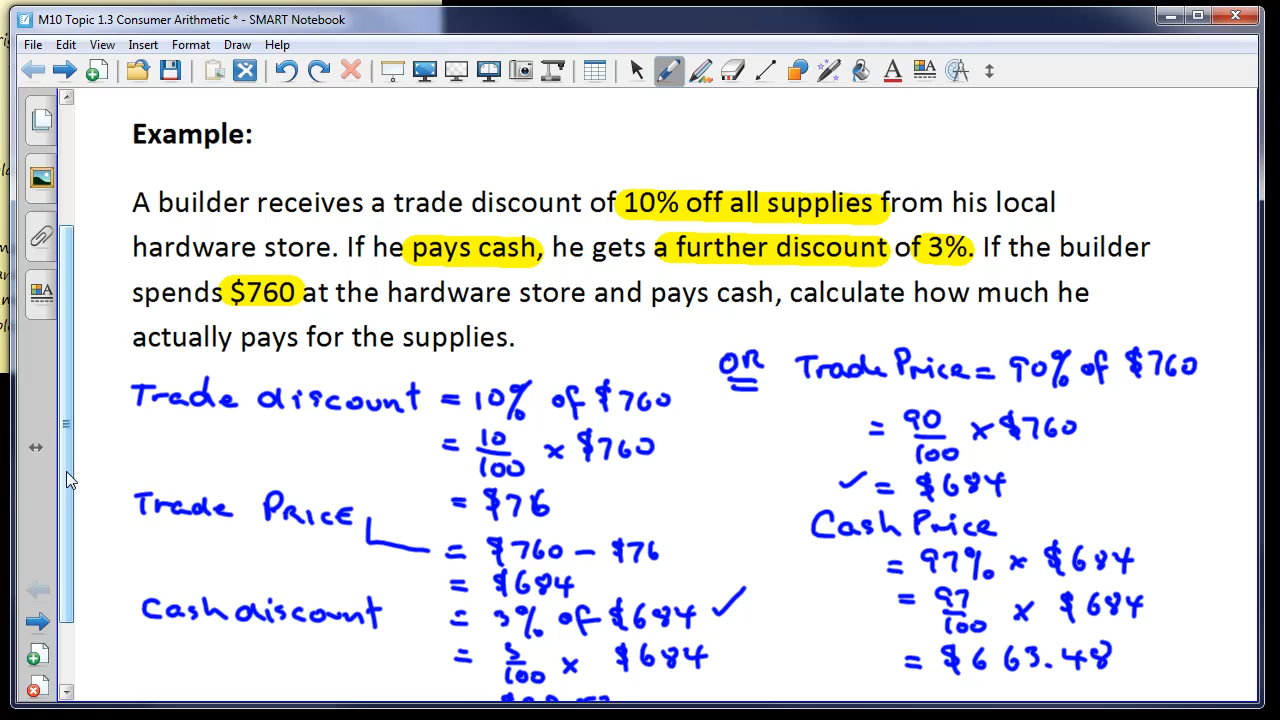 M10 Topic 1.3 Consumer Arithmetic * - SMART Notebook
File Edit View Insert Format Draw Help
Example:
A builder receives a trade discount of 10% off all supplies from his local
hardware store. If he pays cash, he gets a further discount of 3%. If the builder
spends $760 at the hardware store and pays cash, calculate how much he
actually pays for the supplies.
Trade discount = 10% of $760
= 10/100 × $760
= $76
Trade PRICE
= $760 - $76
= $684
Cash discount = 3% of $684 ✓
= 3/100 × $684
OR Trade Price = 90% of $760
= 90/100 × $760
✓ = $684
Cash Price
= 97% × $684
= 97/100 × $684
= $663.48